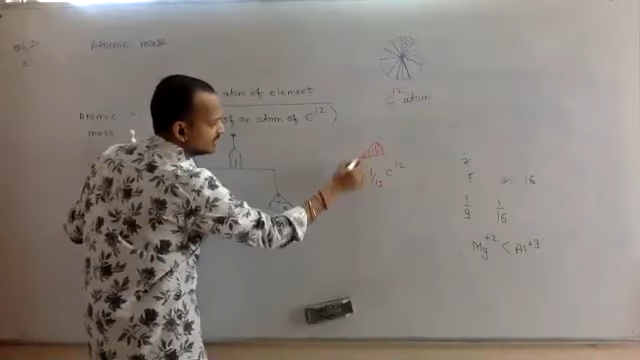 Atomic mass
atom of element
Atomic =
mass
of an atom of C¹²)
C¹² atom
1/12 C¹²
O = 16
1/9 1/16
Mg⁺² < Al⁺³